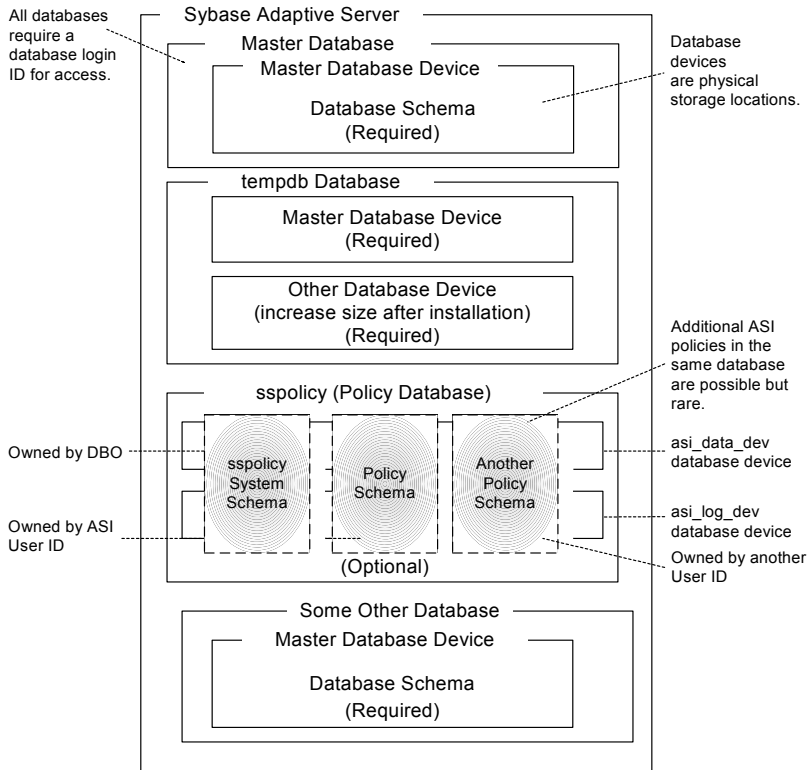 All databases
require a
database login
ID for access.
Sybase Adaptive Server
Master Database
Master Database Device
Database Schema
(Required)
Database
devices
are physical
storage locations.
tempdb Database
Master Database Device
(Required)
Other Database Device
(increase size after installation)
(Required)
Additional ASI
policies in the
same database
are possible but
rare.
sspolicy (Policy Database)
Owned by DBO
sspolicy
System
Schema
Policy
Schema
Another
Policy
Schema
asi_data_dev
database device
Owned by ASI
User ID
asi_log_dev
database device
Owned by another
User ID
(Optional)
Some Other Database
Master Database Device
Database Schema
(Required)